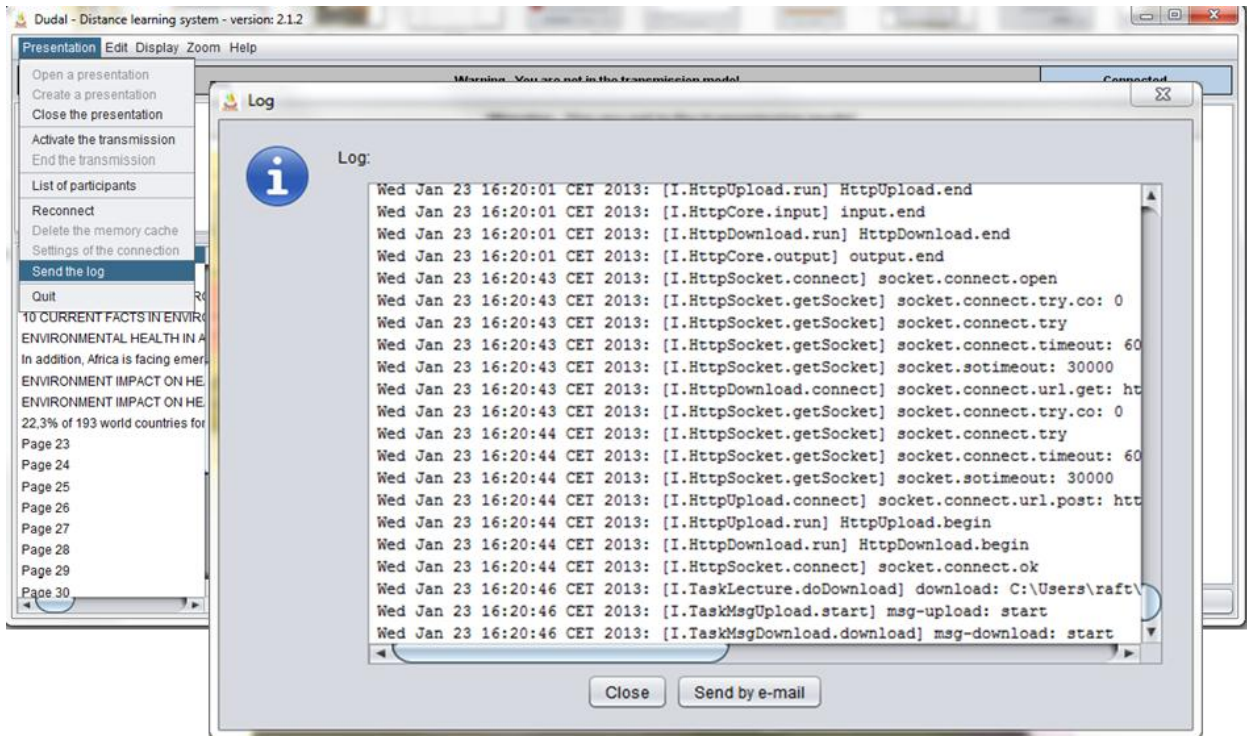 Dudal - Distance learning system - version: 2.1.2
Presentation Edit Display Zoom Help
Warning - You are not in the transmission mode!
Connected
Open a presentation
Create a presentation
Close the presentation
Activate the transmission
End the transmission
List of participants
Reconnect
Delete the memory cache
Settings of the connection
Send the log
Quit
10 CURRENT FACTS IN ENVIRO
ENVIRONMENTAL HEALTH IN A
In addition, Africa is facing emer
ENVIRONMENT IMPACT ON HE
ENVIRONMENT IMPACT ON HE
22,3% of 193 world countries for
Page 23
Page 24
Page 25
Page 26
Page 27
Page 28
Page 29
Page 30
Log
Log:
Wed Jan 23 16:20:01 CET 2013: [I.HttpUpload.run] HttpUpload.end
Wed Jan 23 16:20:01 CET 2013: [I.HttpCore.input] input.end
Wed Jan 23 16:20:01 CET 2013: [I.HttpDownload.run] HttpDownload.end
Wed Jan 23 16:20:01 CET 2013: [I.HttpCore.output] output.end
Wed Jan 23 16:20:43 CET 2013: [I.HttpSocket.connect] socket.connect.open
Wed Jan 23 16:20:43 CET 2013: [I.HttpSocket.getSocket] socket.connect.try.co: 0
Wed Jan 23 16:20:43 CET 2013: [I.HttpSocket.getSocket] socket.connect.try
Wed Jan 23 16:20:43 CET 2013: [I.HttpSocket.getSocket] socket.connect.timeout: 60
Wed Jan 23 16:20:43 CET 2013: [I.HttpSocket.getSocket] socket.sotimeout: 30000
Wed Jan 23 16:20:43 CET 2013: [I.HttpDownload.connect] socket.connect.url.get: ht
Wed Jan 23 16:20:43 CET 2013: [I.HttpSocket.getSocket] socket.connect.try.co: 0
Wed Jan 23 16:20:44 CET 2013: [I.HttpSocket.getSocket] socket.connect.try
Wed Jan 23 16:20:44 CET 2013: [I.HttpSocket.getSocket] socket.connect.timeout: 60
Wed Jan 23 16:20:44 CET 2013: [I.HttpSocket.getSocket] socket.sotimeout: 30000
Wed Jan 23 16:20:44 CET 2013: [I.HttpUpload.connect] socket.connect.url.post: htt
Wed Jan 23 16:20:44 CET 2013: [I.HttpUpload.run] HttpUpload.begin
Wed Jan 23 16:20:44 CET 2013: [I.HttpDownload.run] HttpDownload.begin
Wed Jan 23 16:20:44 CET 2013: [I.HttpSocket.connect] socket.connect.ok
Wed Jan 23 16:20:46 CET 2013: [I.TaskLecture.doDownload] download: C:\Users\raft\
Wed Jan 23 16:20:46 CET 2013: [I.TaskMsgUpload.start] msg-upload: start
Wed Jan 23 16:20:46 CET 2013: [I.TaskMsgDownload.download] msg-download: start
Close
Send by e-mail